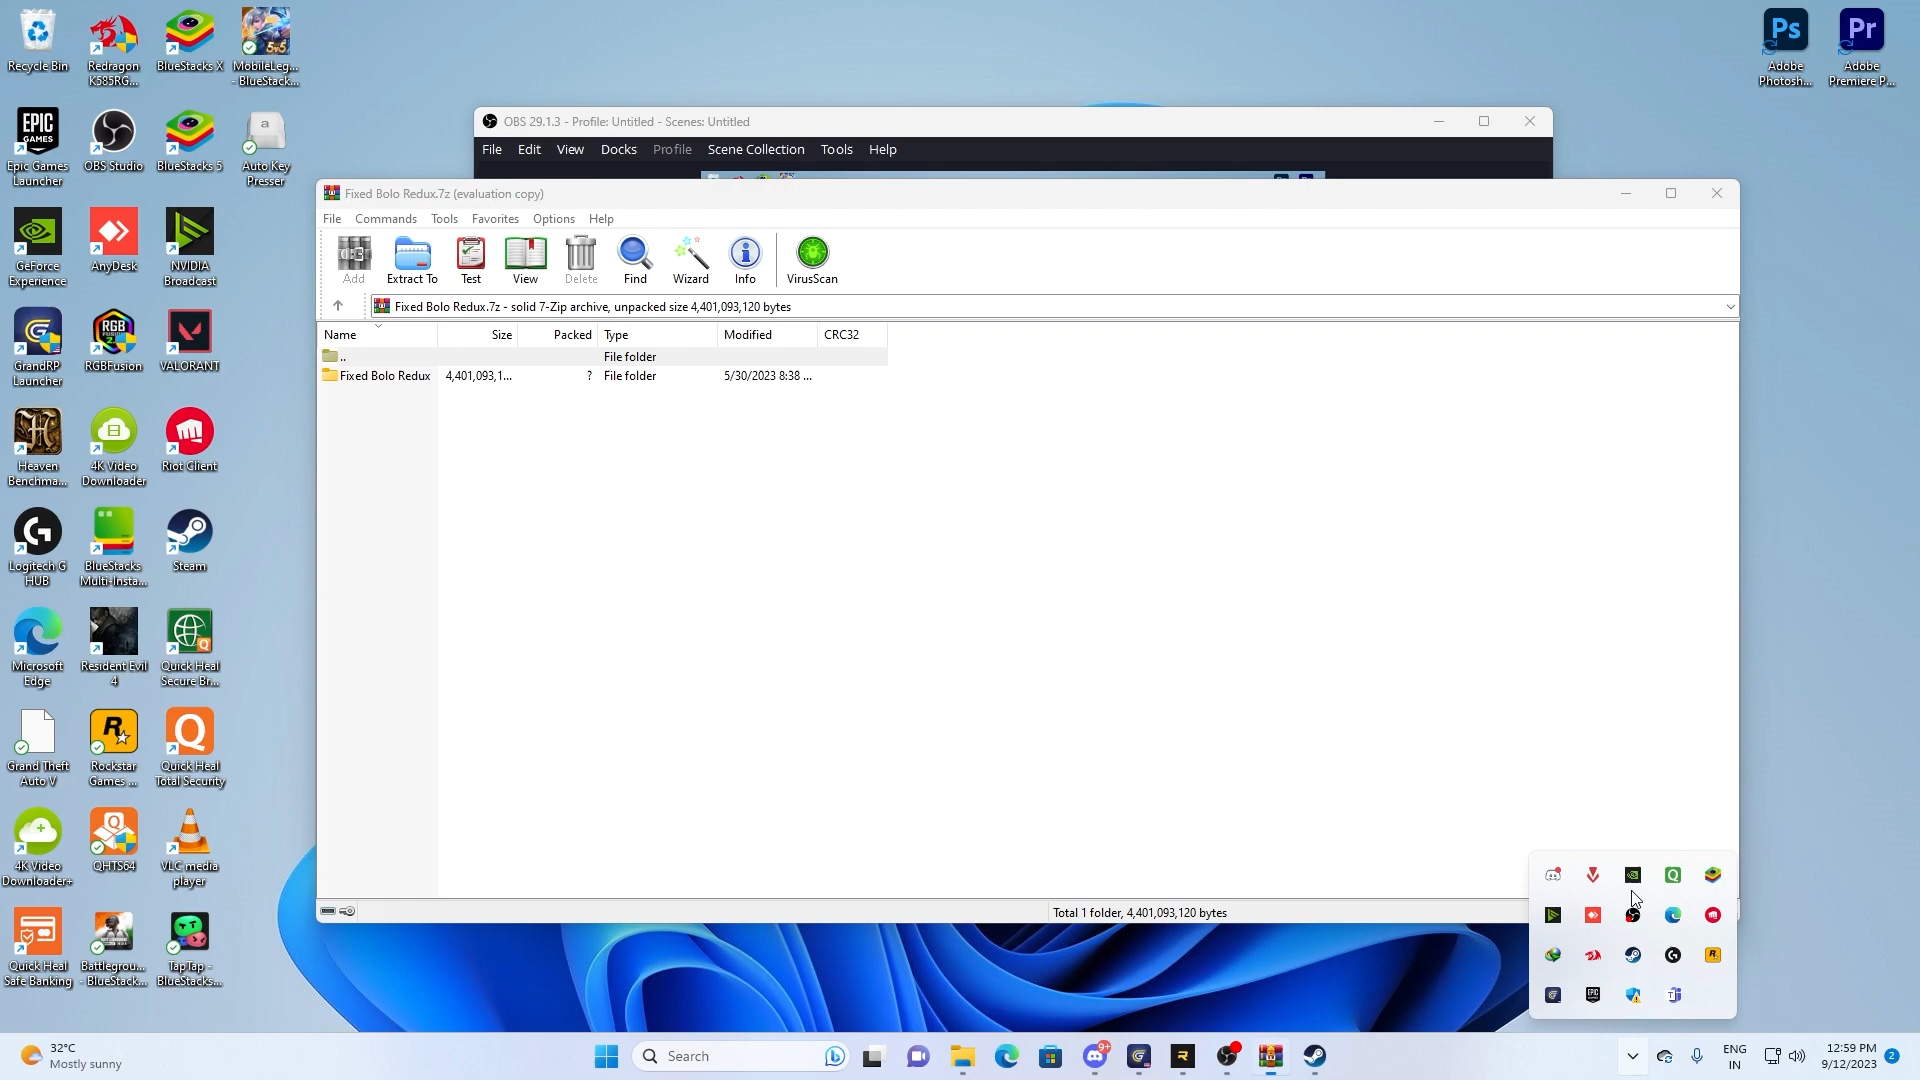 Recycle Bin
Redragon
K585RG...
BlueStacks X
MobileLeg...
- BlueStack...
5v5
Ps
Adobe
Photosh...
Pr
Adobe
Premiere P...
EPIC
GAMES
Epic Games
Launcher
OBS Studio
BlueStacks 5
a
Auto Key
Presser
GeForce
Experience
AnyDesk
NVIDIA
Broadcast
GrandRP
Launcher
RGB
RGBFusion
VALORANT
Heaven
Benchma...
4K Video
Downloader
Riot Client
Logitech G
HUB
BlueStacks
Multi-Insta...
Steam
Microsoft
Edge
Resident Evil
4
Quick Heal
Secure Br...
Grand Theft
Auto V
Rockstar
Games ...
Quick Heal
Total Security
4K Video
Downloader+
QHTS64
VLC media
player
Quick Heal
Safe Banking
Battlegrou...
- BlueStack...
TapTap -
BlueStacks...
OBS 29.1.3 - Profile: Untitled - Scenes: Untitled
File Edit View Docks Profile Scene Collection Tools Help
Fixed Bolo Redux.7z (evaluation copy)
File Commands Tools Favorites Options Help
Add Extract To Test View Delete Find Wizard Info VirusScan
Fixed Bolo Redux.7z - solid 7-Zip archive, unpacked size 4,401,093,120 bytes
Name Size Packed Type Modified CRC32
.. File folder
Fixed Bolo Redux 4,401,093,1... ? File folder 5/30/2023 8:38 ...
Total 1 folder, 4,401,093,120 bytes
32°C
Mostly sunny
Search
9+
ENG
IN
12:59 PM
9/12/2023
2